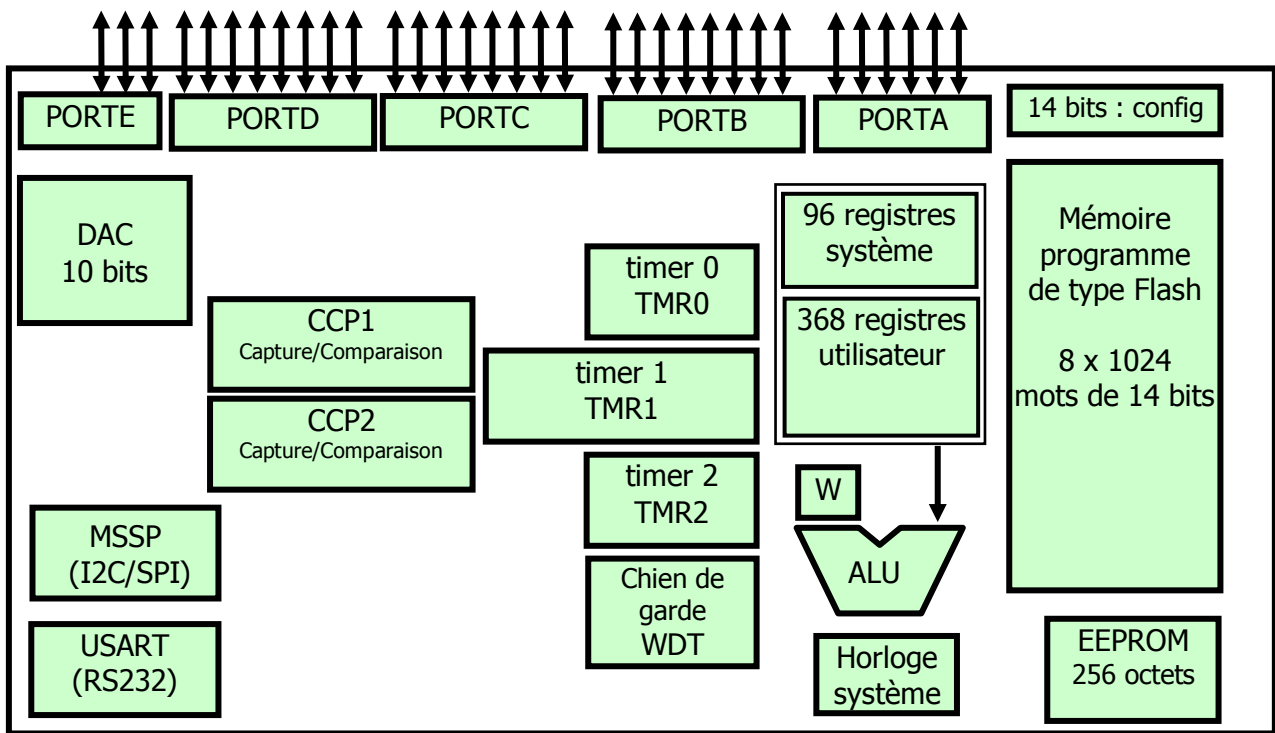 PORTE
PORTD
PORTC
PORTB
PORTA
14 bits : config
DAC
10 bits
CCP1
Capture/Comparaison
CCP2
Capture/Comparaison
MSSP
(I2C/SPI)
USART
(RS232)
timer 0
TMR0
timer 1
TMR1
timer 2
TMR2
Chien de
garde
WDT
96 registres
système
368 registres
utilisateur
W
ALU
Horloge
système
Mémoire
programme
de type Flash
8 x 1024
mots de 14 bits
EEPROM
256 octets